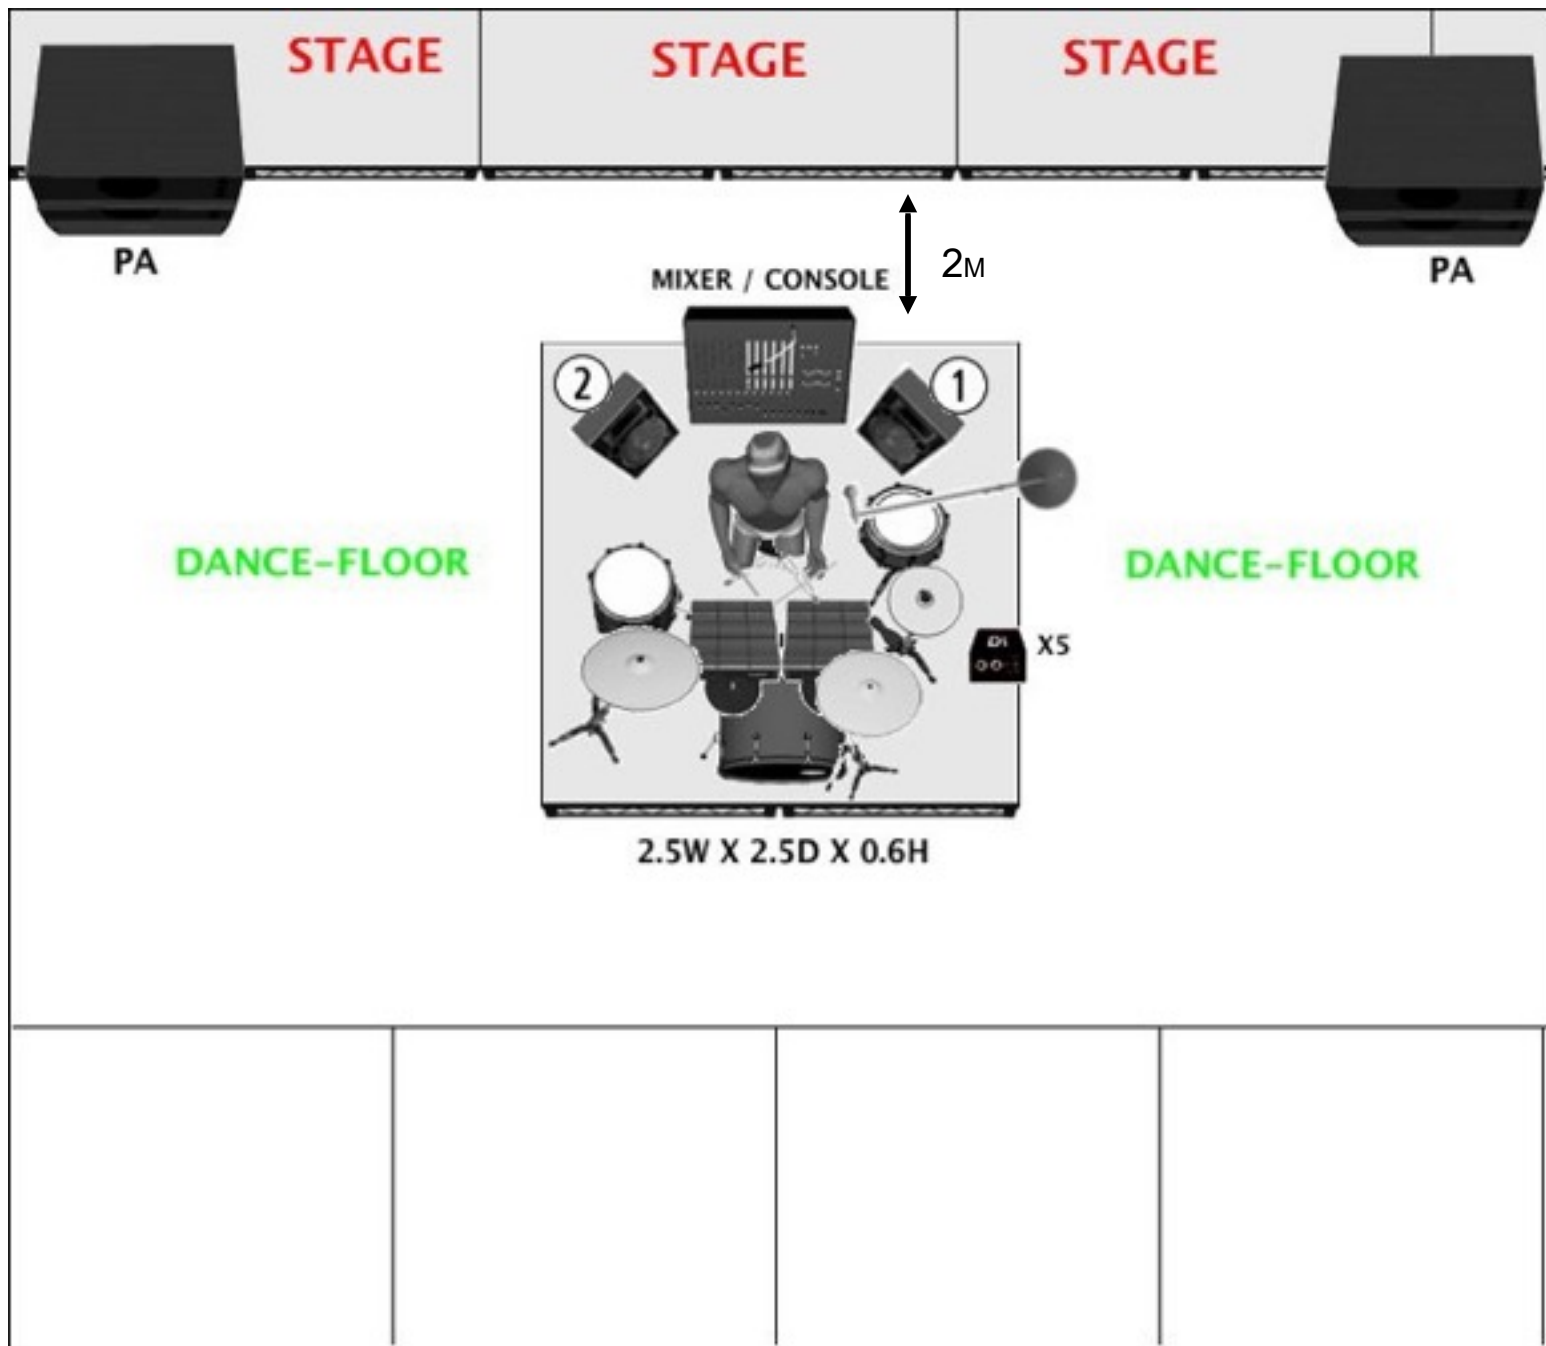 STAGE
STAGE
STAGE
PA
PA
2M
MIXER / CONSOLE
2
1
DANCE-FLOOR
DANCE-FLOOR
DI
X5
2.5W X 2.5D X 0.6H